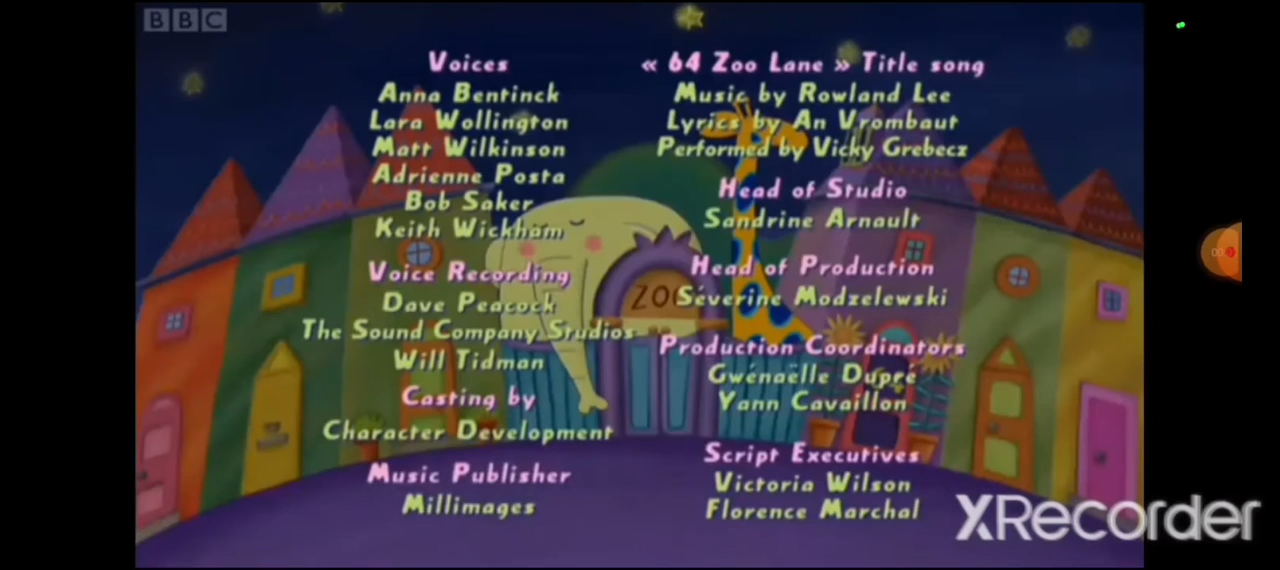 BBC
Voices
Anna Bentinck
Lara Wollington
Matt Wilkinson
Adrienne Posta
Bob Saker
Keith Wickham
Voice Recording
Dave Peacock
The Sound Company Studios
Will Tidman
Casting by
Character Development
Music Publisher
Millimages
« 64 Zoo Lane » Title song
Music by Rowland Lee
Lyrics by An Vrombaut
Performed by Vicky Grebecz
Head of Studio
Sandrine Arnault
Head of Production
Séverine Modzelewski
Production Coordinators
Gwénaëlle Dupré
Yann Cavaillon
Script Executives
Victoria Wilson
Florence Marchal
ZOO
XRecorder